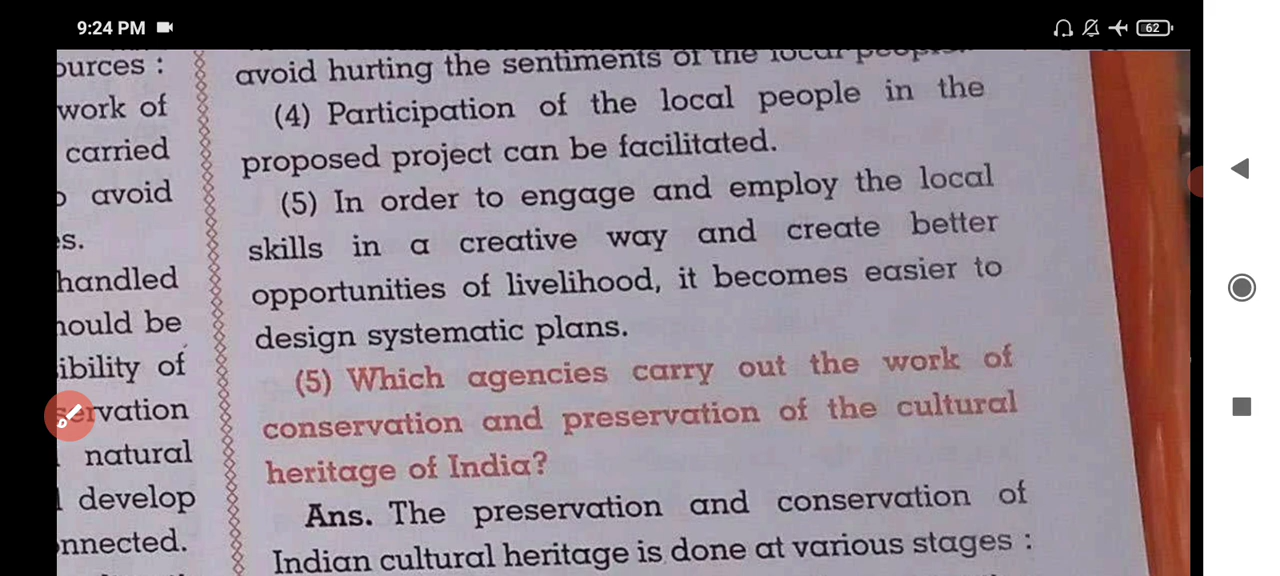 9:24 PM
62
ources :
work of
carried
avoid
es.
handled
hould be
ibility of
servation
natural
develop
onnected.
avoid hurting the sentiments of the local people.
(4) Participation of the local people in the
proposed project can be facilitated.
(5) In order to engage and employ the local
skills in a creative way and create better
opportunities of livelihood, it becomes easier to
design systematic plans.
(5) Which agencies carry out the work of
conservation and preservation of the cultural
heritage of India?
Ans. The preservation and conservation of
Indian cultural heritage is done at various stages :